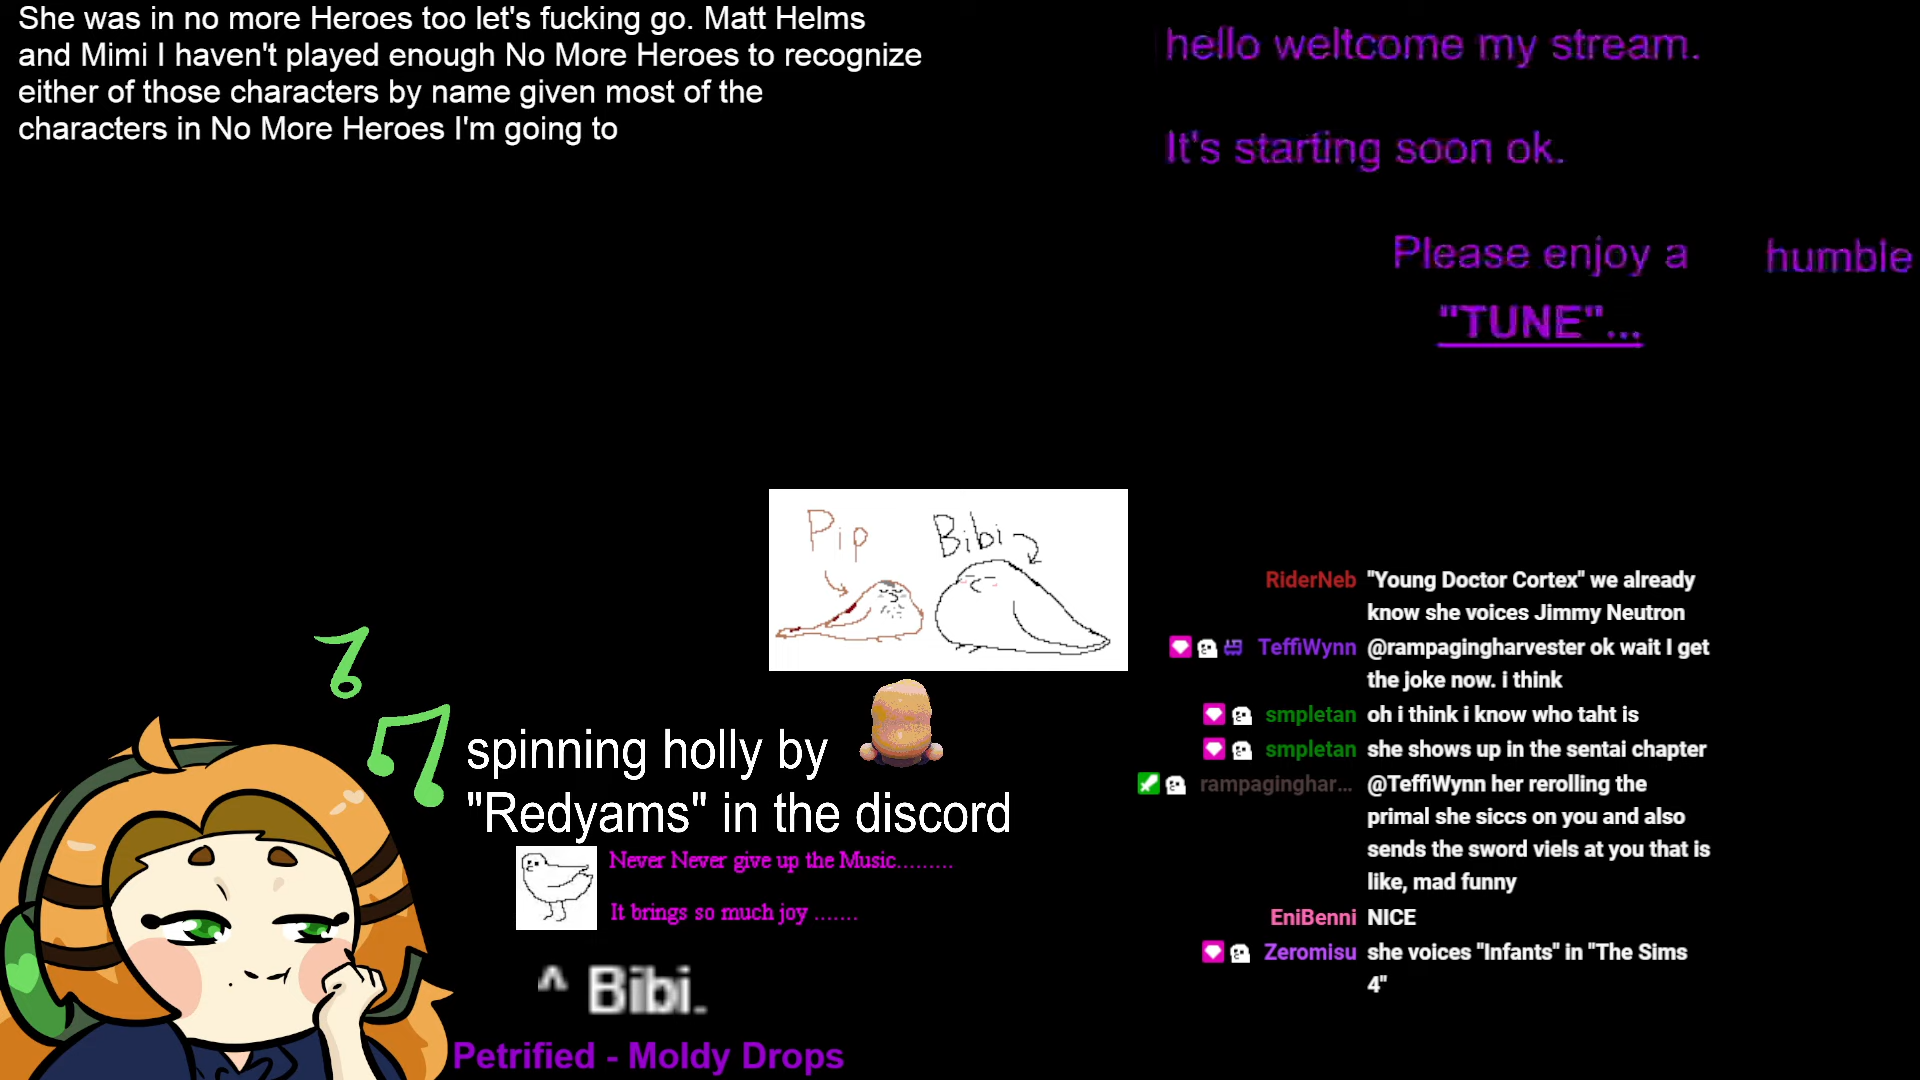 She was in no more Heroes too let's fucking go. Matt Helms
and Mimi I haven't played enough No More Heroes to recognize
either of those characters by name given most of the
characters in No More Heroes I'm going to
hello weltcome my stream.
It's starting soon ok.
Please enjoy a humble
"TUNE"...
Pip
Bibi
spinning holly by
"Redyams" in the discord
Never Never give up the Music.........
It brings so much joy .......
^ Bibi.
Petrified - Moldy Drops
RiderNeb "Young Doctor Cortex" we already
know she voices Jimmy Neutron
TeffiWynn @rampagingharvester ok wait I get
the joke now. i think
smpletan oh i think i know who taht is
smpletan she shows up in the sentai chapter
rampaginghar... @TeffiWynn her rerolling the
primal she siccs on you and also
sends the sword viels at you that is
like, mad funny
EniBenni NICE
Zeromisu she voices "Infants" in "The Sims
4"